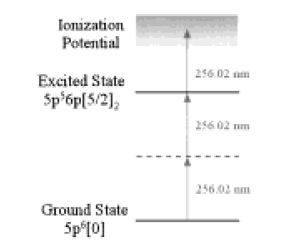 Ionization
Potential
256.02 nm
Excited State
5p⁵6p[5/2]₂
256.02 nm
256.02 nm
Ground State
5p⁶[0]